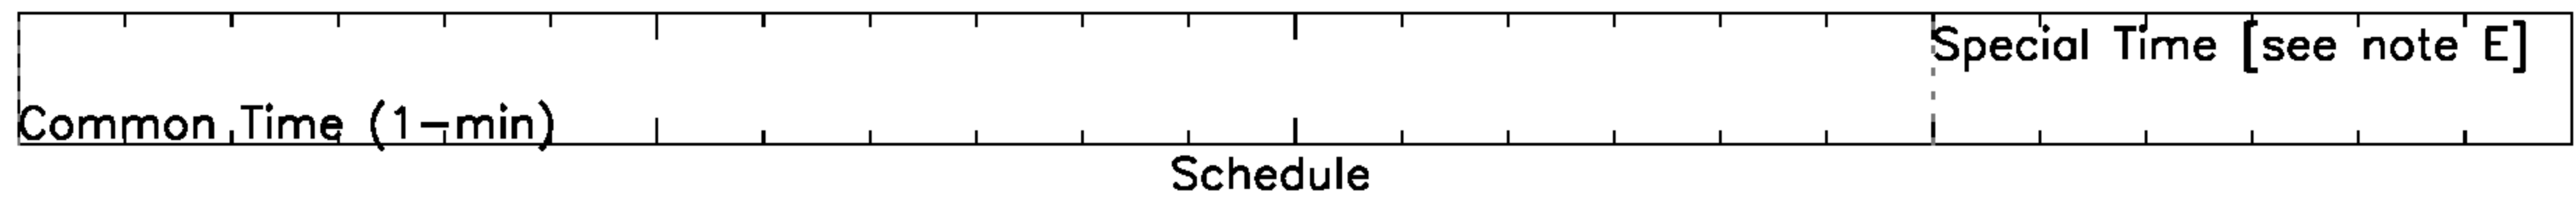 Special Time [see note E]
Common Time (1-min)
Schedule